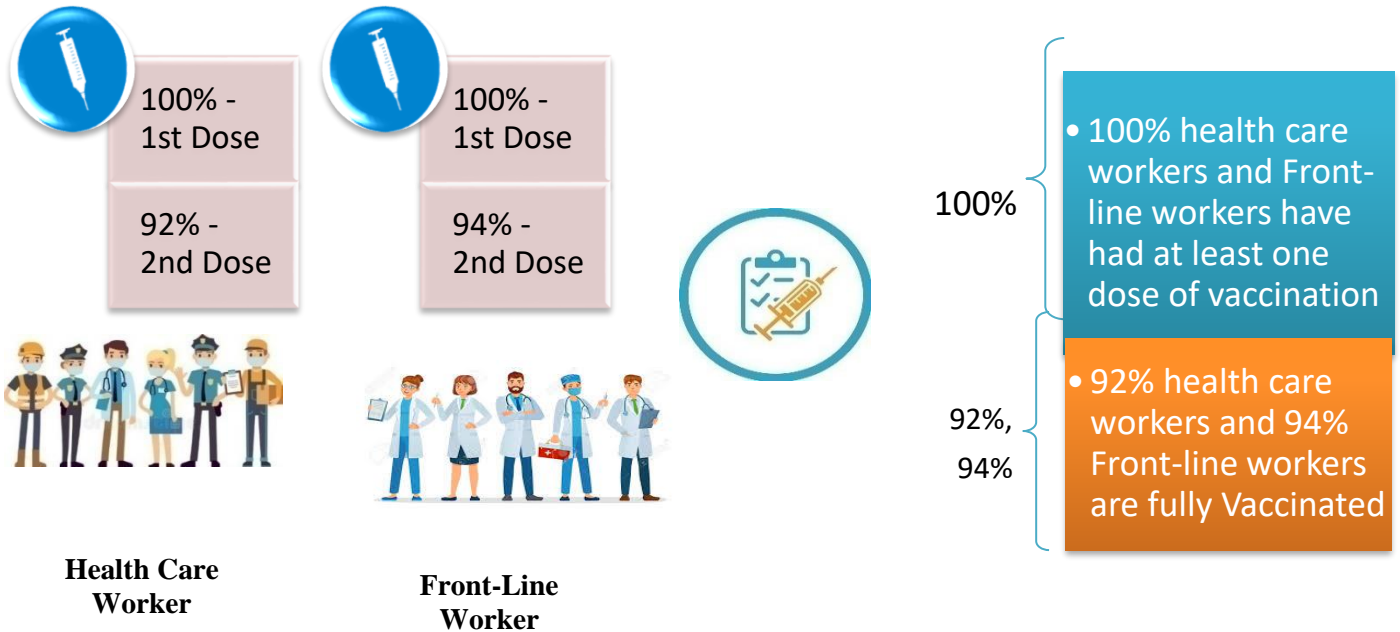 100% -
1st Dose
92% -
2nd Dose
Health Care
Worker
100% -
1st Dose
94% -
2nd Dose
Front-Line
Worker
100%
• 100% health care
workers and Front-
line workers have
had at least one
dose of vaccination
92%,
94%
• 92% health care
workers and 94%
Front-line workers
are fully Vaccinated